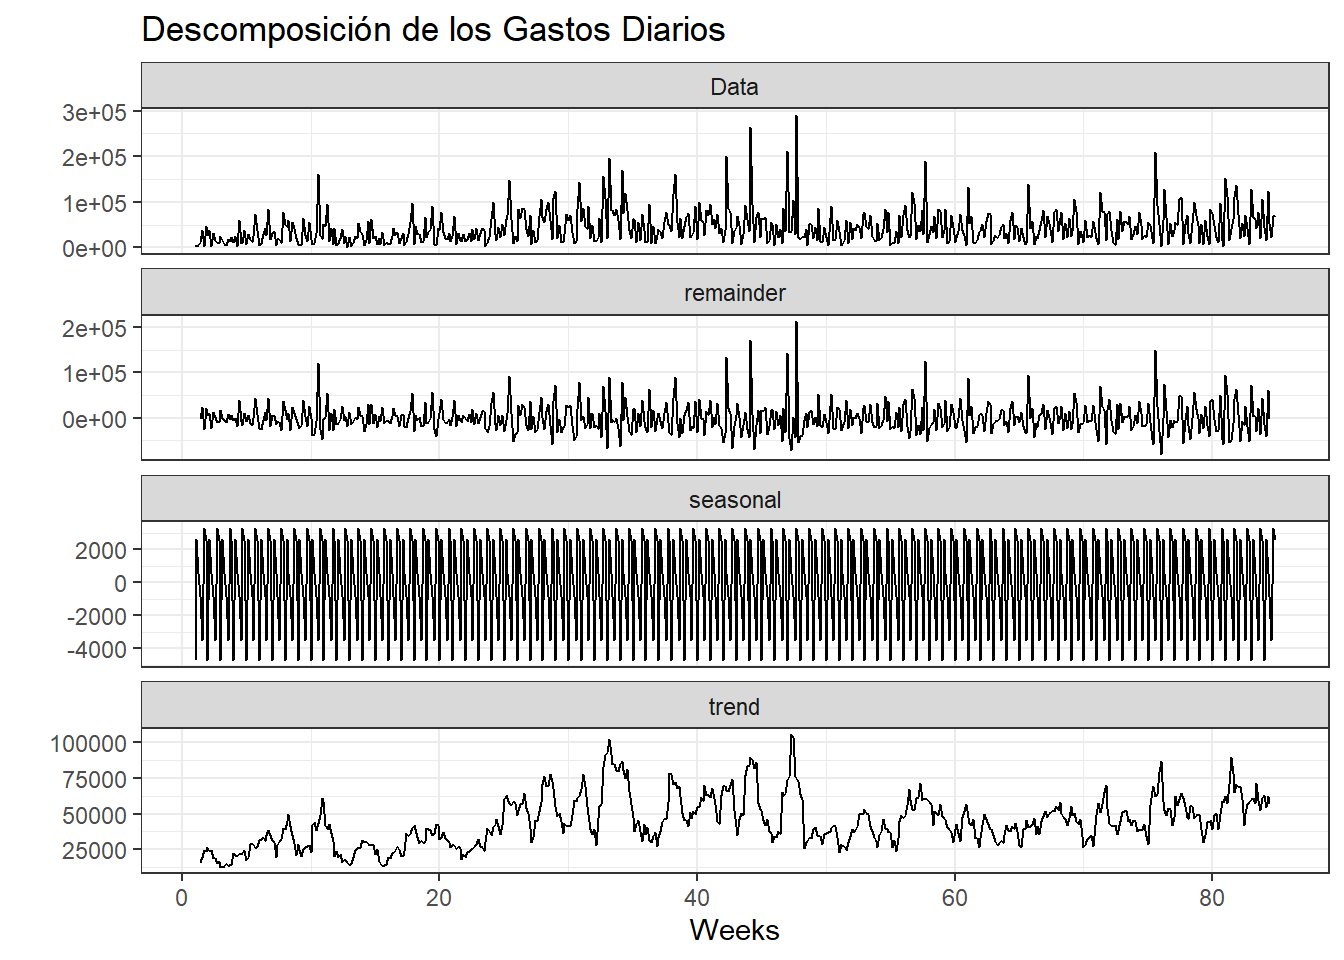 Descomposición de los Gastos Diarios
Data
3e+05
2e+05
1e+05
0e+00
remainder
2e+05
1e+05
0e+00
seasonal
2000
0
-2000
-4000
trend
100000
75000
50000
25000
0 20 40 60 80
Weeks